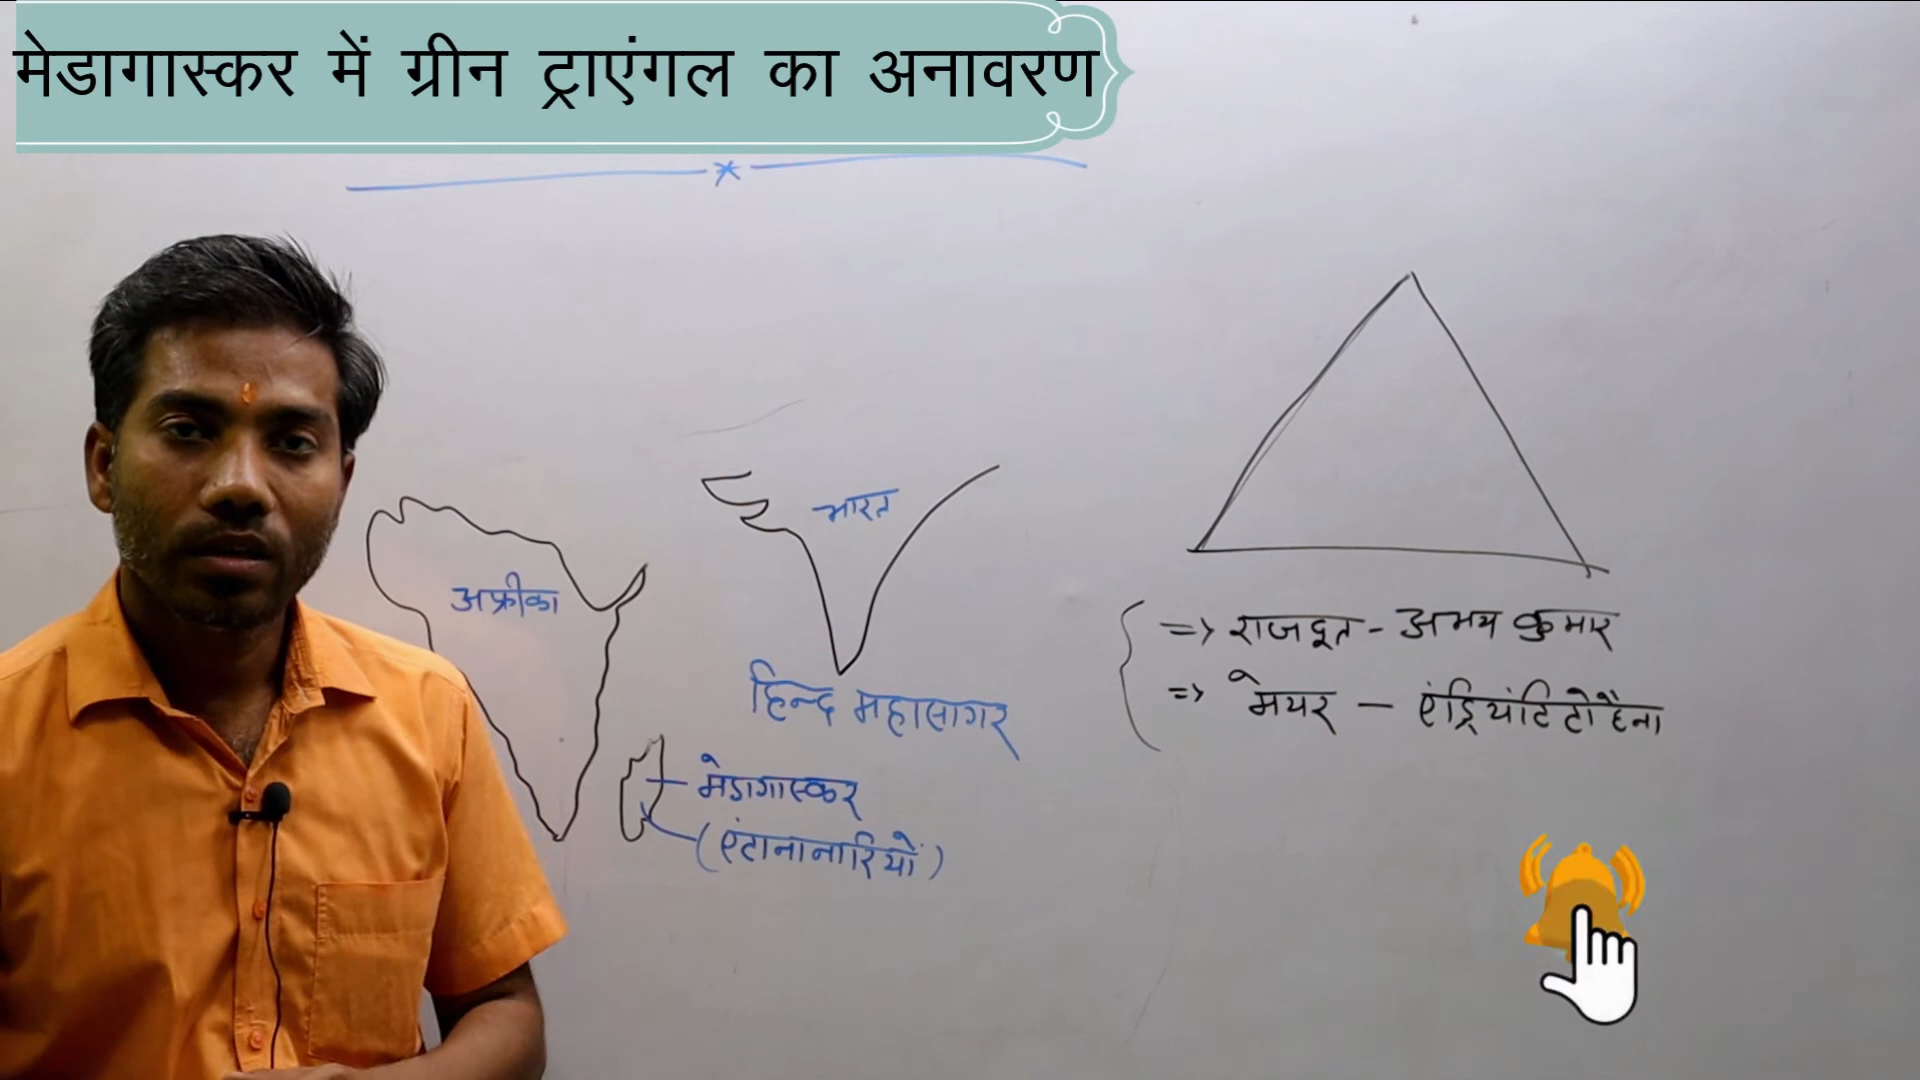 मेडागास्कर में ग्रीन ट्राएंगल का अनावरण
अफ्रीका
भारत
हिन्द महासागर
मेडागास्कर
(एंटानानारियों)
=> राजदूत - अभय कुमार
=> मेयर - एंड्रियंटिटोहैना